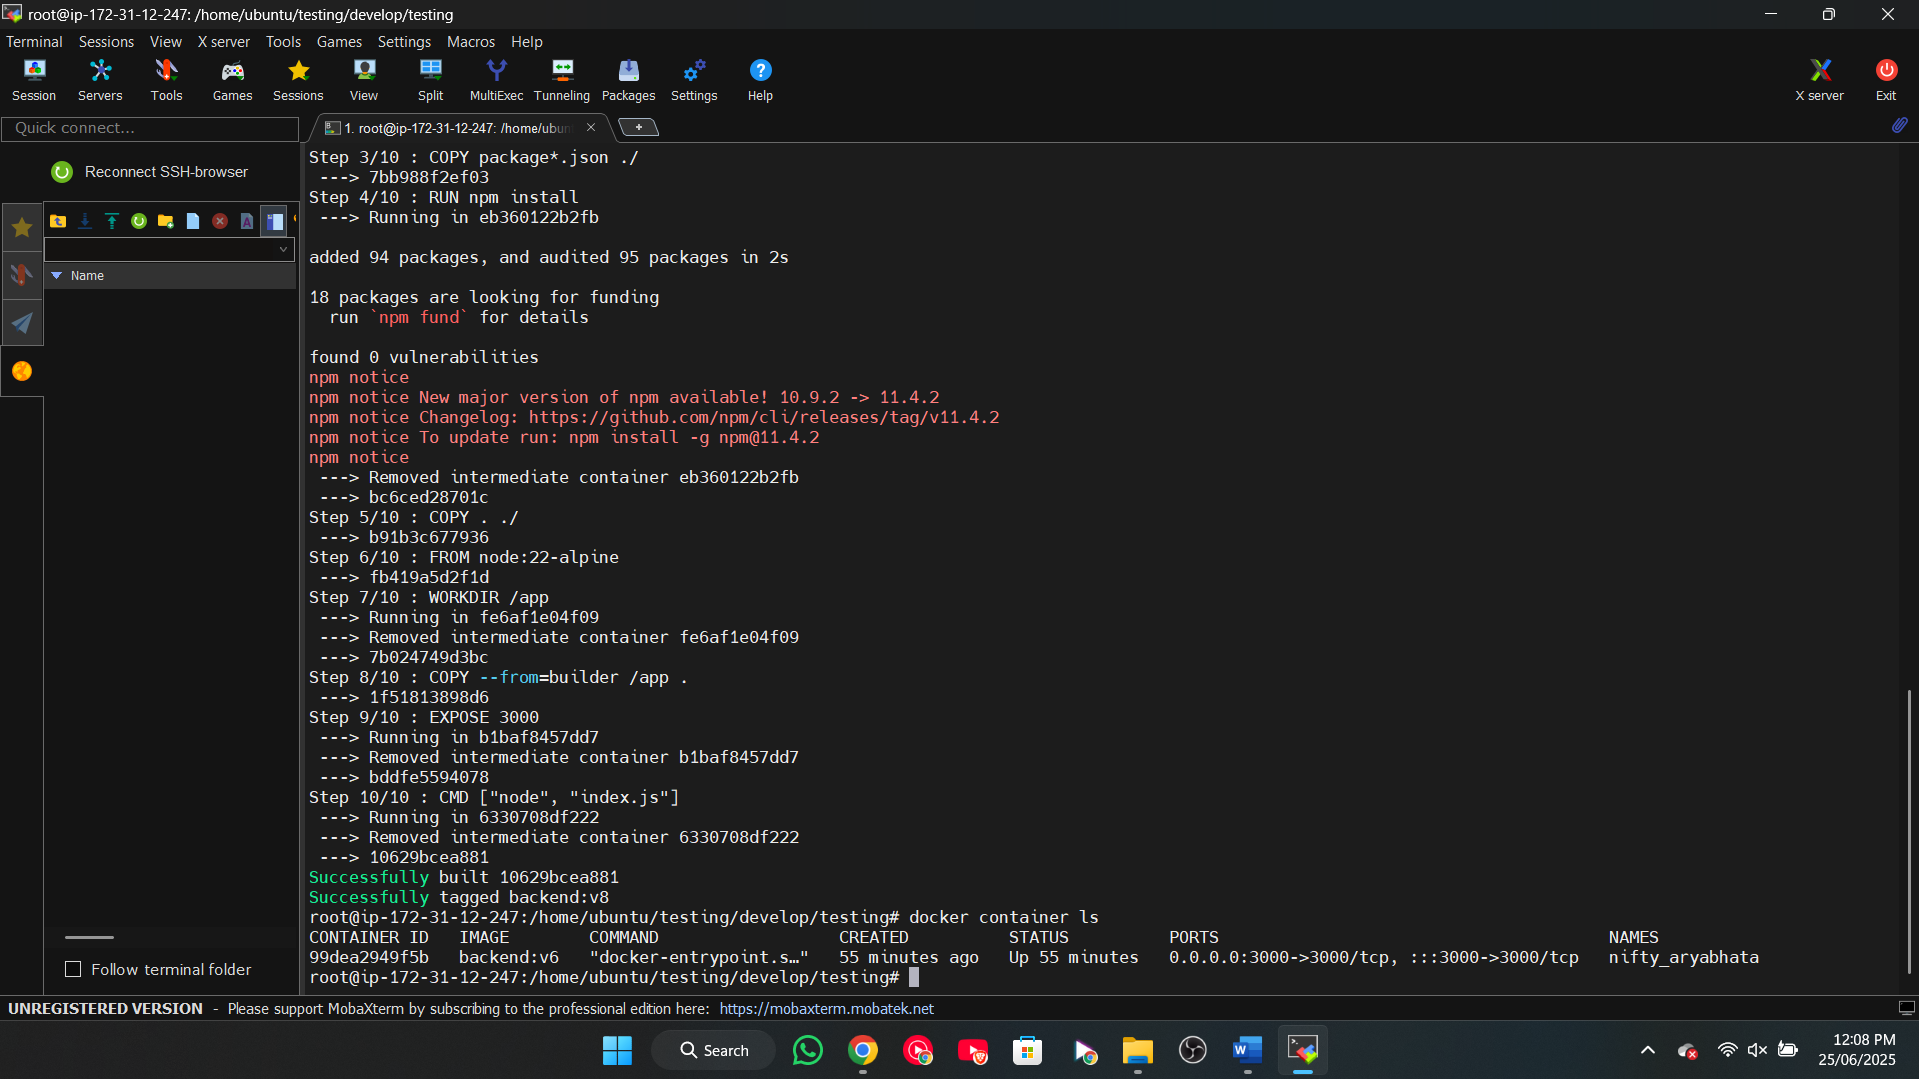 root@ip-172-31-12-247: /home/ubuntu/testing/develop/testing
Terminal Sessions View X server Tools Games Settings Macros Help
Session Servers Tools Games Sessions View Split MultiExec Tunneling Packages Settings Help X server Exit
Quick connect...
1. root@ip-172-31-12-247: /home/ubun
Reconnect SSH-browser
Name
Step 3/10 : COPY package*.json ./
---> 7bb988f2ef03
Step 4/10 : RUN npm install
---> Running in eb360122b2fb
added 94 packages, and audited 95 packages in 2s
18 packages are looking for funding
run `npm fund` for details
found 0 vulnerabilities
npm notice
npm notice New major version of npm available! 10.9.2 -> 11.4.2
npm notice Changelog: https://github.com/npm/cli/releases/tag/v11.4.2
npm notice To update run: npm install -g npm@11.4.2
npm notice
---> Removed intermediate container eb360122b2fb
---> bc6ced28701c
Step 5/10 : COPY . ./
---> b91b3c677936
Step 6/10 : FROM node:22-alpine
---> fb419a5d2f1d
Step 7/10 : WORKDIR /app
---> Running in fe6af1e04f09
---> Removed intermediate container fe6af1e04f09
---> 7b024749d3bc
Step 8/10 : COPY --from=builder /app .
---> 1f51813898d6
Step 9/10 : EXPOSE 3000
---> Running in b1baf8457dd7
---> Removed intermediate container b1baf8457dd7
---> bddfe5594078
Step 10/10 : CMD ["node", "index.js"]
---> Running in 6330708df222
---> Removed intermediate container 6330708df222
---> 10629bcea881
Successfully built 10629bcea881
Successfully tagged backend:v8
root@ip-172-31-12-247:/home/ubuntu/testing/develop/testing# docker container ls
CONTAINER ID IMAGE COMMAND CREATED STATUS PORTS NAMES
99dea2949f5b backend:v6 "docker-entrypoint.s…" 55 minutes ago Up 55 minutes 0.0.0.0:3000->3000/tcp, :::3000->3000/tcp nifty_aryabhata
root@ip-172-31-12-247:/home/ubuntu/testing/develop/testing#
Follow terminal folder
UNREGISTERED VERSION - Please support MobaXterm by subscribing to the professional edition here: https://mobaxterm.mobatek.net
Search
12:08 PM
25/06/2025